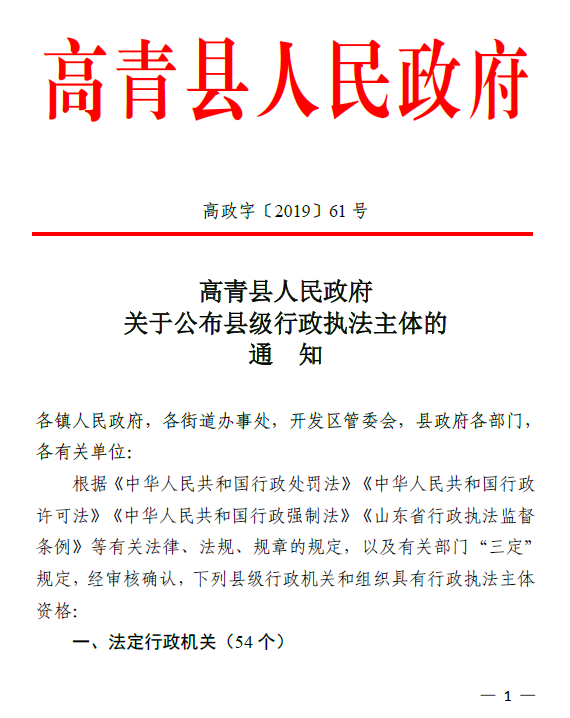 高青县人民政府
高政字〔2019〕61 号
高青县人民政府
关于公布县级行政执法主体的
通　知
各镇人民政府，各街道办事处，开发区管委会，县政府各部门，
各有关单位：
根据《中华人民共和国行政处罚法》《中华人民共和国行政
许可法》《中华人民共和国行政强制法》《山东省行政执法监督
条例》等有关法律、法规、规章的规定，以及有关部门“三定”
规定，经审核确认，下列县级行政机关和组织具有行政执法主体
资格：
一、法定行政机关（54 个）
— 1 —